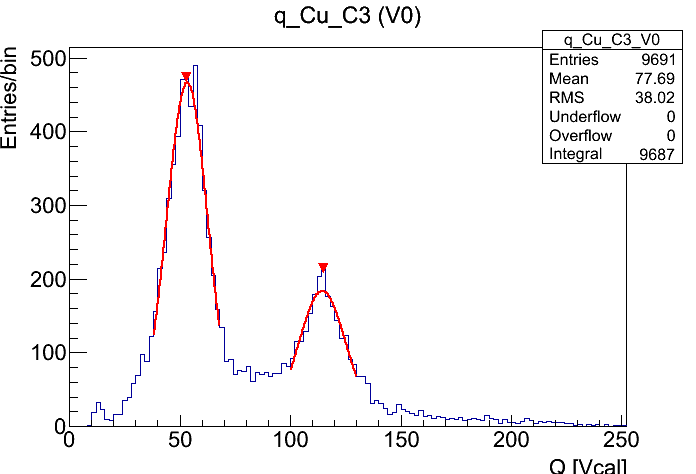 q_Cu_C3 (V0)
q_Cu_C3_V0
Entries 9691
Mean 77.69
RMS 38.02
Underflow 0
Overflow 0
Integral 9687
Entries/bin
500
400
300
200
100
0
0 50 100 150 200 250
Q [Vcal]